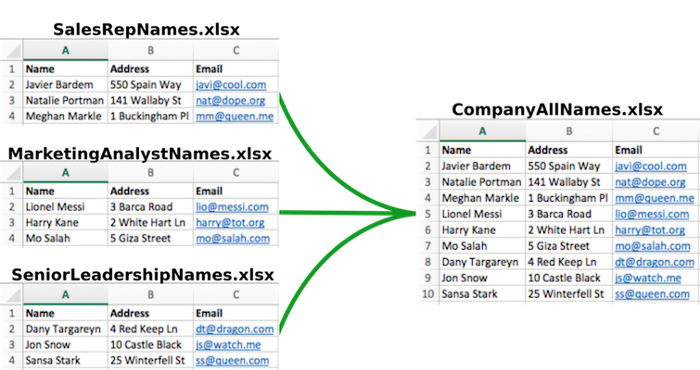 SalesRepNames.xlsx
A B C
1 Name Address Email
2 Javier Bardem 550 Spain Way javi@cool.com
3 Natalie Portman 141 Wallaby St nat@dope.org
4 Meghan Markle 1 Buckingham Pl mm@queen.me
MarketingAnalystNames.xlsx
A B C
1 Name Address Email
2 Lionel Messi 3 Barca Road lio@messi.com
3 Harry Kane 2 White Hart Ln harry@tot.org
4 Mo Salah 5 Giza Street mo@salah.com
SeniorLeadershipNames.xlsx
A B C
1 Name Address Email
2 Dany Targareyn 4 Red Keep Ln dt@dragon.com
3 Jon Snow 10 Castle Black js@watch.me
4 Sansa Stark 25 Winterfell St ss@queen.com
CompanyAllNames.xlsx
A B C
1 Name Address Email
2 Javier Bardem 550 Spain Way javi@cool.com
3 Natalie Portman 141 Wallaby St nat@dope.org
4 Meghan Markle 1 Buckingham Pl mm@queen.me
5 Lionel Messi 3 Barca Road lio@messi.com
6 Harry Kane 2 White Hart Ln harry@tot.org
7 Mo Salah 5 Giza Street mo@salah.com
8 Dany Targareyn 4 Red Keep Ln dt@dragon.com
9 Jon Snow 10 Castle Black js@watch.me
10 Sansa Stark 25 Winterfell St ss@queen.com